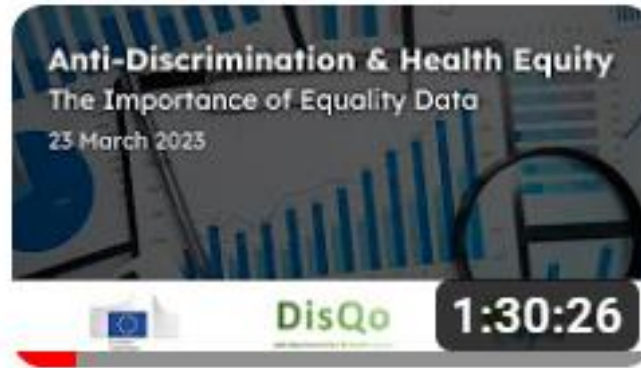 Anti-Discrimination & Health Equity
The Importance of Equality Data
23 March 2023
DisQo
1:30:26